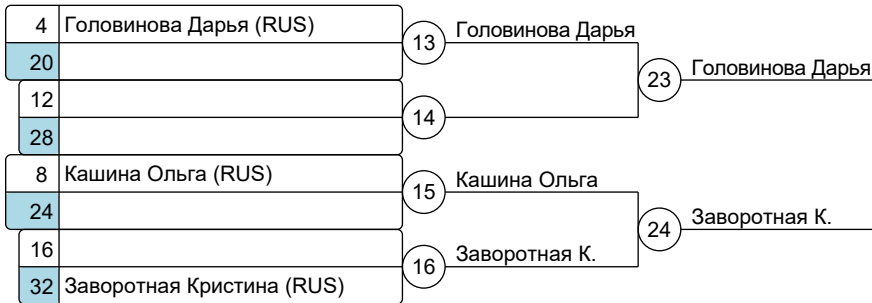 4 Головинова Дарья (RUS)
13 Головинова Дарья
20
23 Головинова Дарья
12
14
28
8 Кашина Ольга (RUS)
15 Кашина Ольга
24
24 Заворотная К.
16
16 Заворотная К.
32 Заворотная Кристина (RUS)